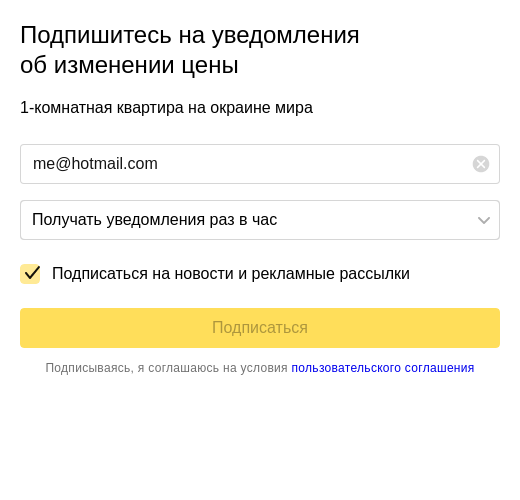 Подпишитесь на уведомления
об изменении цены
1-комнатная квартира на окраине мира
me@hotmail.com
Получать уведомления раз в час
Подписаться на новости и рекламные рассылки
Подписаться
Подписываясь, я соглашаюсь на условия пользовательского соглашения